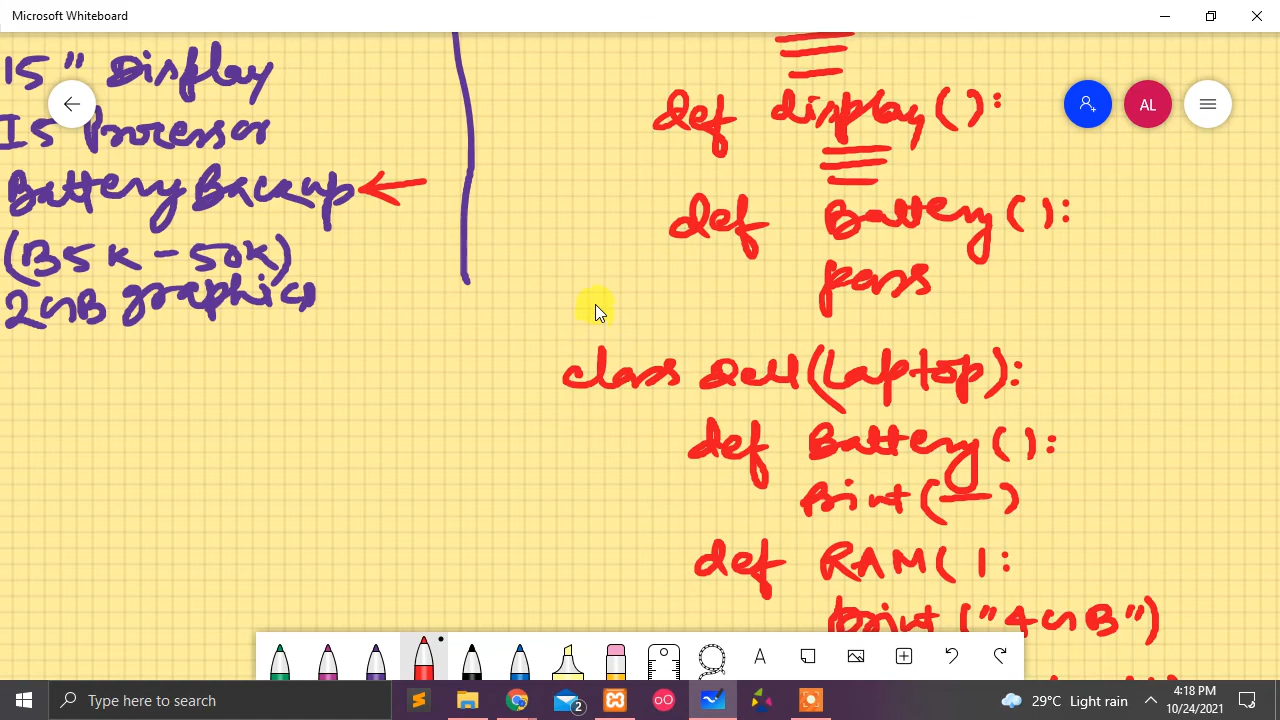 Microsoft Whiteboard
15" Display
I5 Processor
Battery Backup
(35K - 50K)
2GB graphics
def display():
def Battery():
pass
class dell(Laptop):
def Battery():
print( )
def RAM():
print("4GB")
AL
A
Type here to search
2
29°C Light rain
4:18 PM
10/24/2021